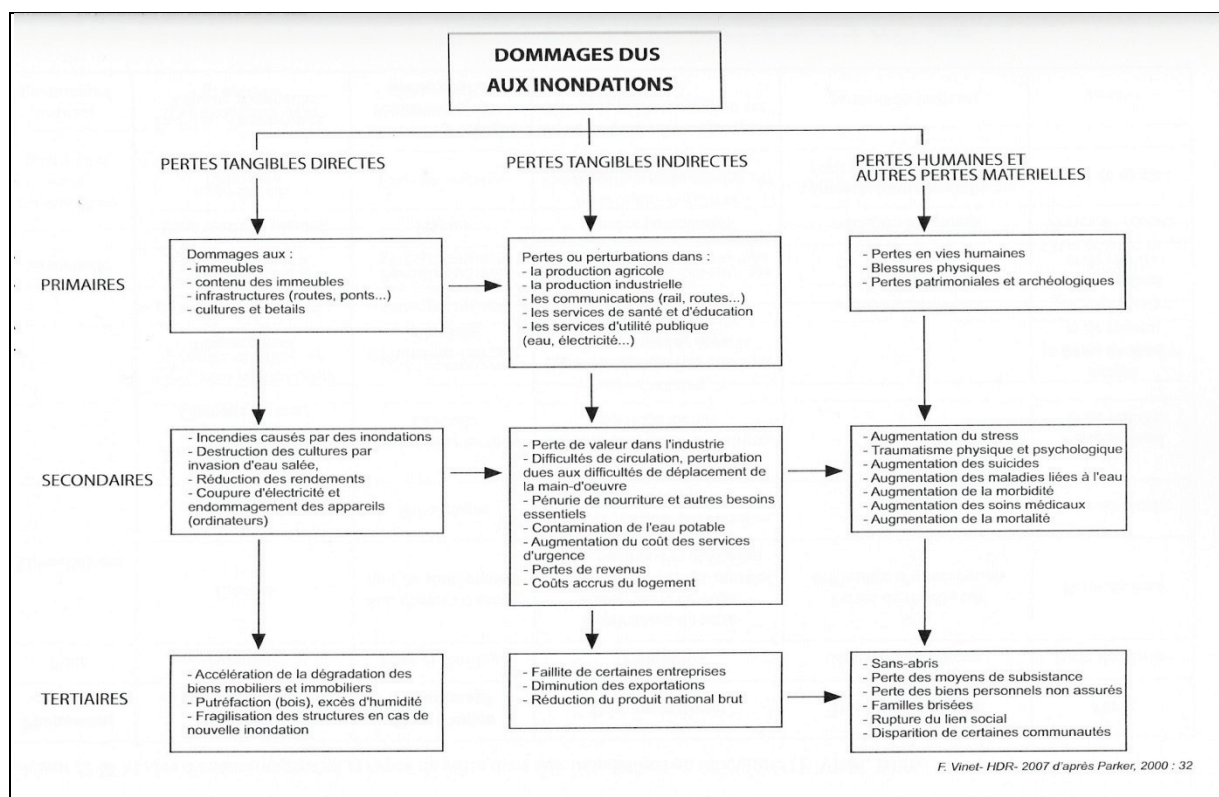 DOMMAGES DUS
AUX INONDATIONS
PERTES TANGIBLES DIRECTES
PERTES TANGIBLES INDIRECTES
PERTES HUMAINES ET
AUTRES PERTES MATERIELLES
PRIMAIRES
Dommages aux :
- immeubles
- contenu des immeubles
- infrastructures (routes, ponts...)
- cultures et betails
Pertes ou perturbations dans :
- la production agricole
- la production industrielle
- les communications (rail, routes...)
- les services de santé et d'éducation
- les services d'utilité publique
(eau, électricité...)
- Pertes en vies humaines
- Blessures physiques
- Pertes patrimoniales et archéologiques
SECONDAIRES
- Incendies causés par des inondations
- Destruction des cultures par
invasion d'eau salée,
- Réduction des rendements
- Coupure d'électricité et
endommagement des appareils
(ordinateurs)
- Perte de valeur dans l'industrie
- Difficultés de circulation, perturbation
dues aux difficultés de déplacement de
la main-d'oeuvre
- Pénurie de nourriture et autres besoins
essentiels
- Contamination de l'eau potable
- Augmentation du coût des services
d'urgence
- Pertes de revenus
- Coûts accrus du logement
- Augmentation du stress
- Traumatisme physique et psychologique
- Augmentation des suicides
- Augmentation des maladies liées à l'eau
- Augmentation de la morbidité
- Augmentation des soins médicaux
- Augmentation de la mortalité
TERTIAIRES
- Accélération de la dégradation des
biens mobiliers et immobiliers
- Putréfaction (bois), excès d'humidité
- Fragilisation des structures en cas de
nouvelle inondation
- Faillite de certaines entreprises
- Diminution des exportations
- Réduction du produit national brut
- Sans-abris
- Perte des moyens de subsistance
- Perte des biens personnels non assurés
- Familles brisées
- Rupture du lien social
- Disparition de certaines communautés
F. Vinet- HDR- 2007 d'après Parker, 2000 : 32